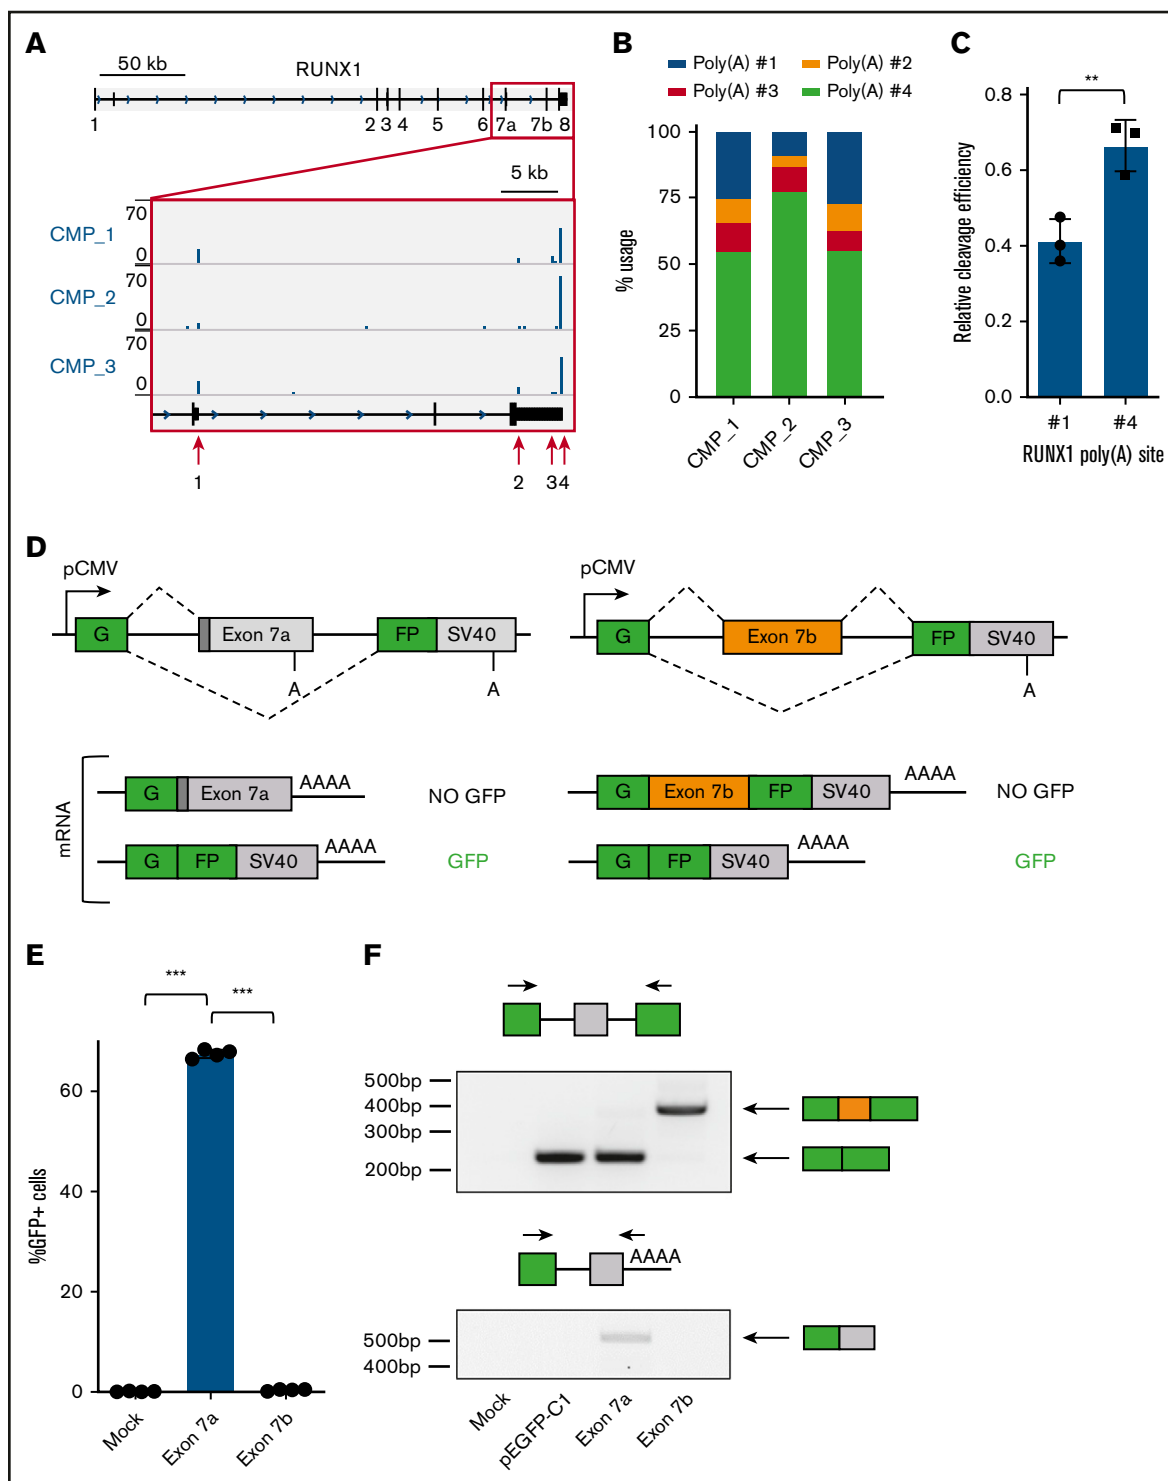 A
50 kb
RUNX1
1 2 3 4 5 6 7a 7b 8
5 kb
70
CMP_1
0
70
CMP_2
0
70
CMP_3
0
1 2 3 4
B
Poly(A) #1 Poly(A) #2
Poly(A) #3 Poly(A) #4
% usage
100
75
50
25
0
CMP_1 CMP_2 CMP_3
C
**
Relative cleavage efficiency
0.8
0.6
0.4
0.2
0.0
#1 #4
RUNX1 poly(A) site
D
pCMV
G Exon 7a FP SV40
A A
pCMV
G Exon 7b FP SV40
A
mRNA
G Exon 7a AAAA NO GFP
G FP SV40 AAAA GFP
G Exon 7b FP SV40 AAAA NO GFP
G FP SV40 AAAA GFP
E
***
***
%GFP+ cells
60
40
20
0
Mock Exon 7a Exon 7b
F
500bp
400bp
300bp
200bp
AAAA
500bp
400bp
Mock pEGFP-C1 Exon 7a Exon 7b